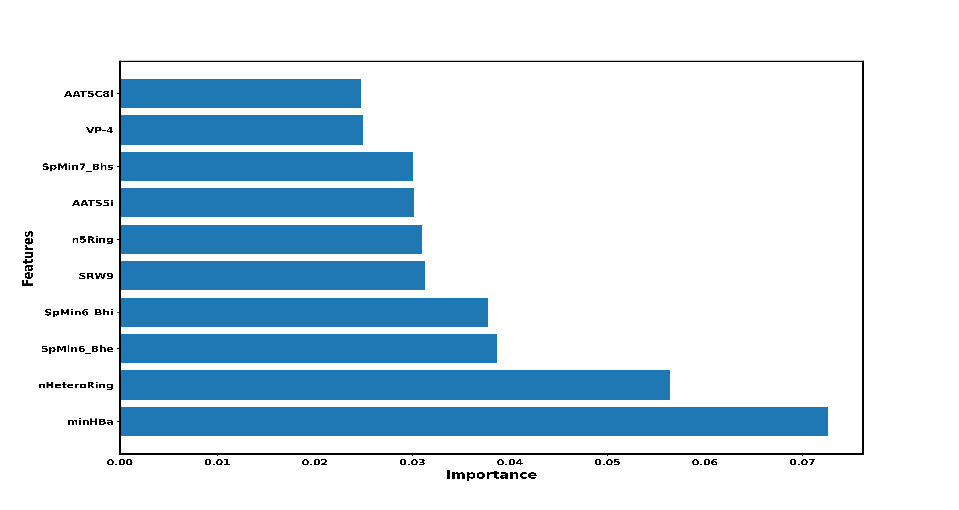 AATSC8i
VP-4
SpMin7_Bhs
AATS5i
n5Ring
SRW9
SpMin6_Bhi
SpMin6_Bhe
nHeteroRing
minHBa
Features
0.00 0.01 0.02 0.03 0.04 0.05 0.06 0.07
Importance